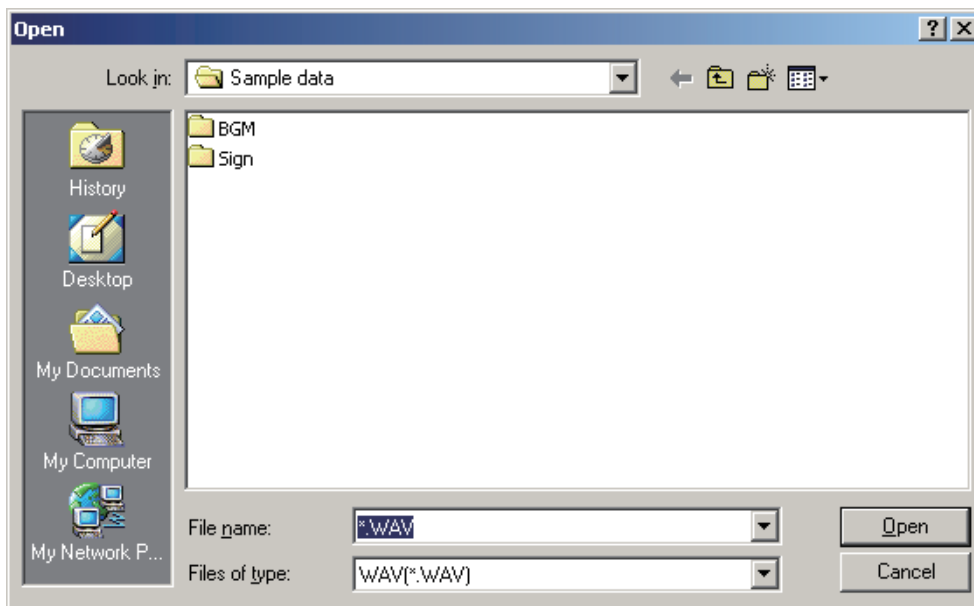 Open
Look in: Sample data
BGM
Sign
History
Desktop
My Documents
My Computer
My Network P...
File name: *.WAV Open
Files of type: WAV(*.WAV) Cancel